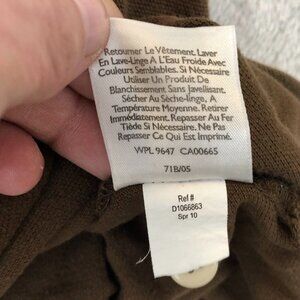 Retourner Le Vêtement. Laver
En Lave-Linge A L'Eau Froide Avec
Couleurs Semblables. Si Nécessaire
Utiliser Un Produit De
Blanchissement Sans Javellisant.
Sécher Au Sèche-linge, A
Température Moyenne. Retirer
Immédiatement. Repasser Au Fer
Tiède Si Nécessaire. Ne Pas
Repasser Ce Qui Est Imprimé.
WPL 9647 CA00665
71B/05
Ref #
D1066863
Spr 10